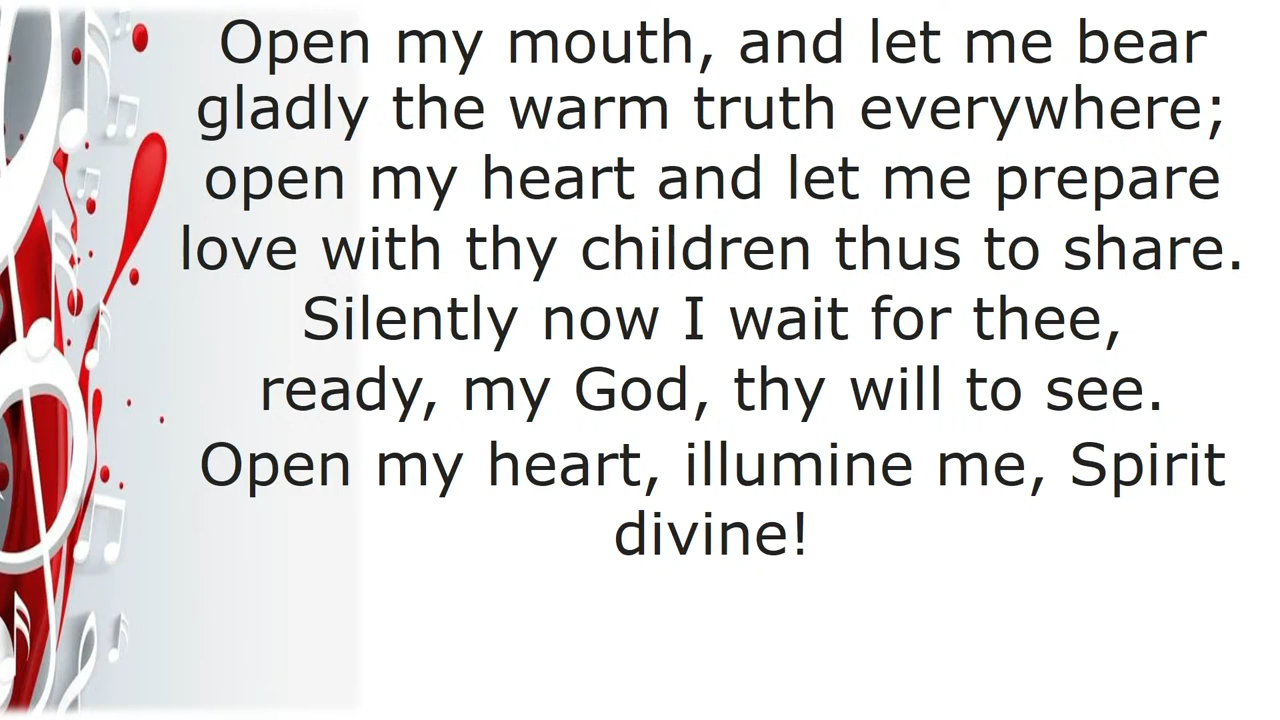 Open my mouth, and let me bear
gladly the warm truth everywhere;
open my heart and let me prepare
love with thy children thus to share.
Silently now I wait for thee,
ready, my God, thy will to see.
Open my heart, illumine me, Spirit
divine!